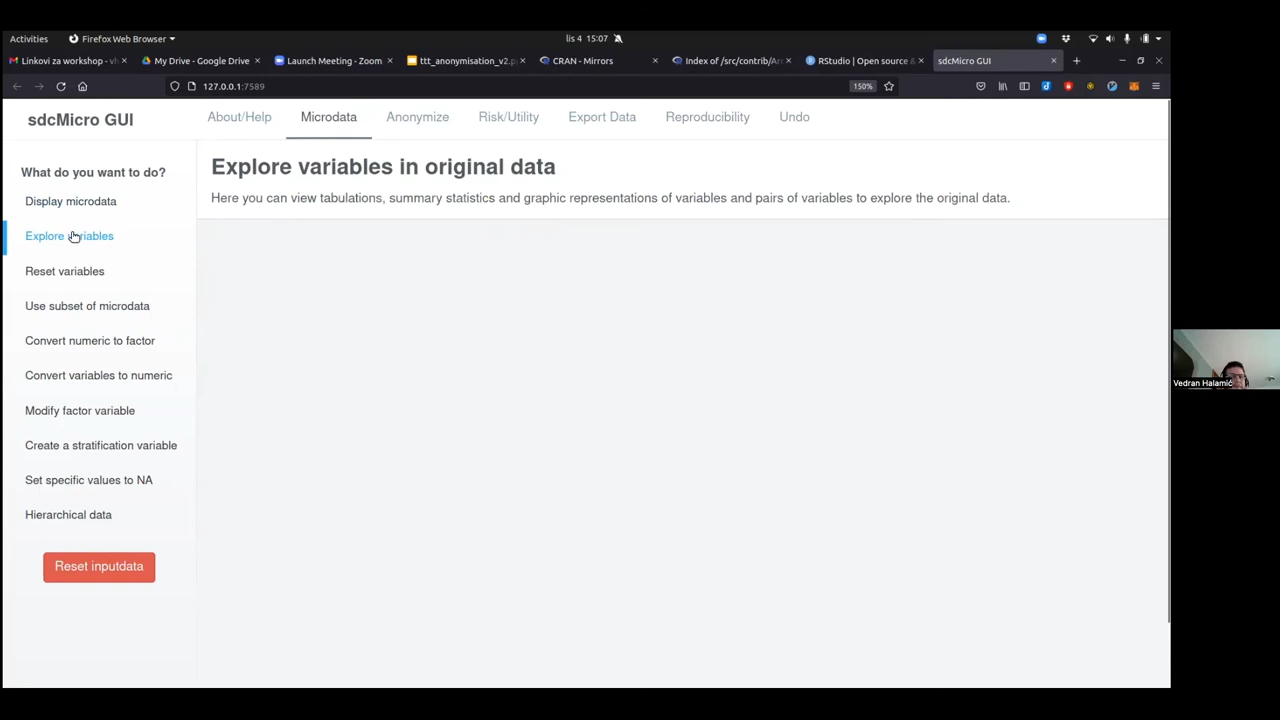 Activities
Firefox Web Browser
lis 4 15:07
Linkovi za workshop - vh
My Drive - Google Drive
Launch Meeting - Zoom
ttt_anonymisation_v2.p
CRAN - Mirrors
Index of /src/contrib/Ar
RStudio | Open source &
sdcMicro GUI
127.0.0.1:7589
150%
sdcMicro GUI
About/Help
Microdata
Anonymize
Risk/Utility
Export Data
Reproducibility
Undo
What do you want to do?
Display microdata
Explore variables
Reset variables
Use subset of microdata
Convert numeric to factor
Convert variables to numeric
Modify factor variable
Create a stratification variable
Set specific values to NA
Hierarchical data
Reset inputdata
Explore variables in original data
Here you can view tabulations, summary statistics and graphic representations of variables and pairs of variables to explore the original data.
Vedran Halamić